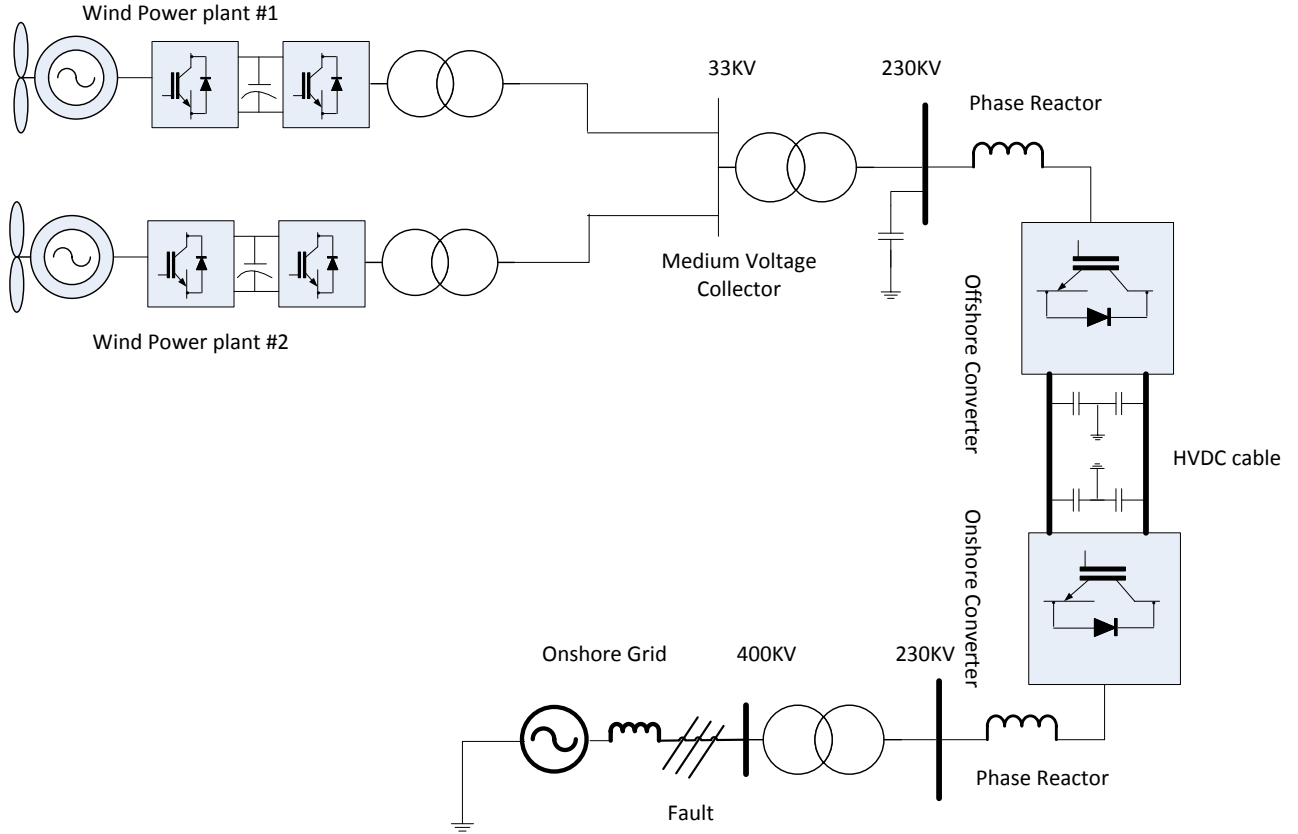 Wind Power plant #1
33KV
230KV
Phase Reactor
Medium Voltage
Collector
Wind Power plant #2
Offshore Converter
HVDC cable
Onshore Converter
Onshore Grid
400KV
230KV
Phase Reactor
Fault